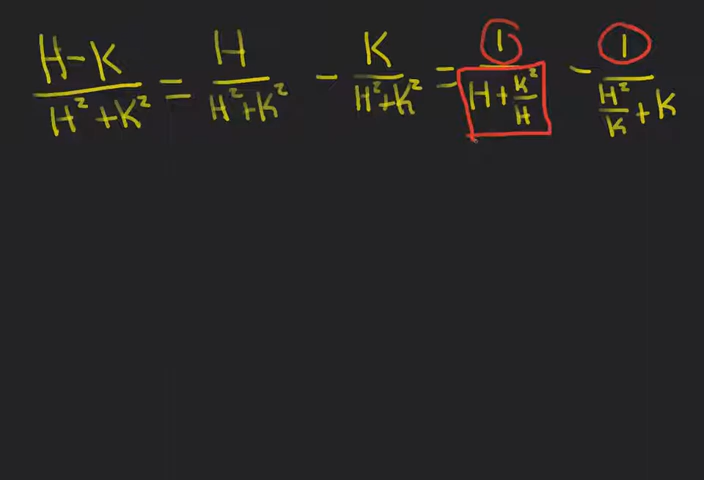 H-K/H²+K² = H/H²+K² - K/H²+K² = 1/H+K²/H - 1/H²/K+K